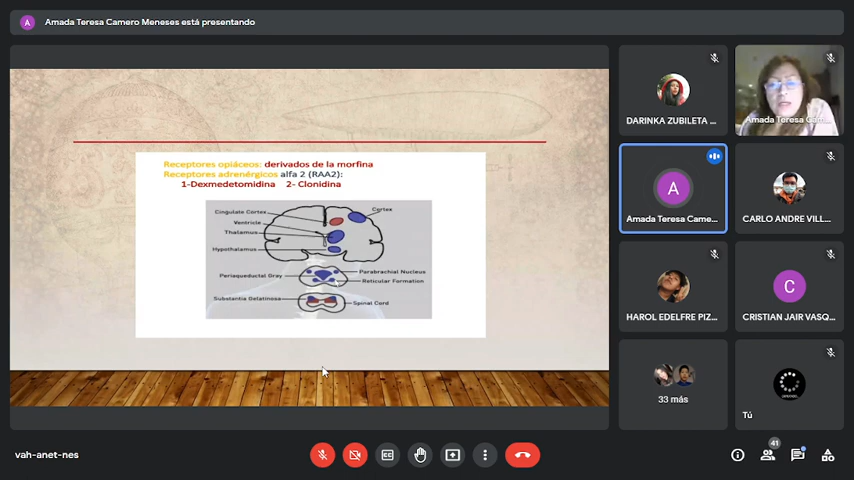 Amada Teresa Camero Meneses está presentando
A
Receptores opiáceos: derivados de la morfina
Receptores adrenérgicos alfa 2 (RAA2):
1-Dexmedetomidina 2- Clonidina
Cingulate Cortex
Cortex
Ventricle
Thalamus
Hypothalamus
Periaqueductal Gray
Parabrachial Nucleus
Reticular Formation
Substantia Gelatinosa
Spinal Cord
DARINKA ZUBILETA ...
Amada Teresa Cam...
A
Amada Teresa Came...
CARLO ANDRE VILL...
HAROL EDELFRE PIZ...
C
CRISTIAN JAIR VASQ...
33 más
Tú
vah-anet-nes
41